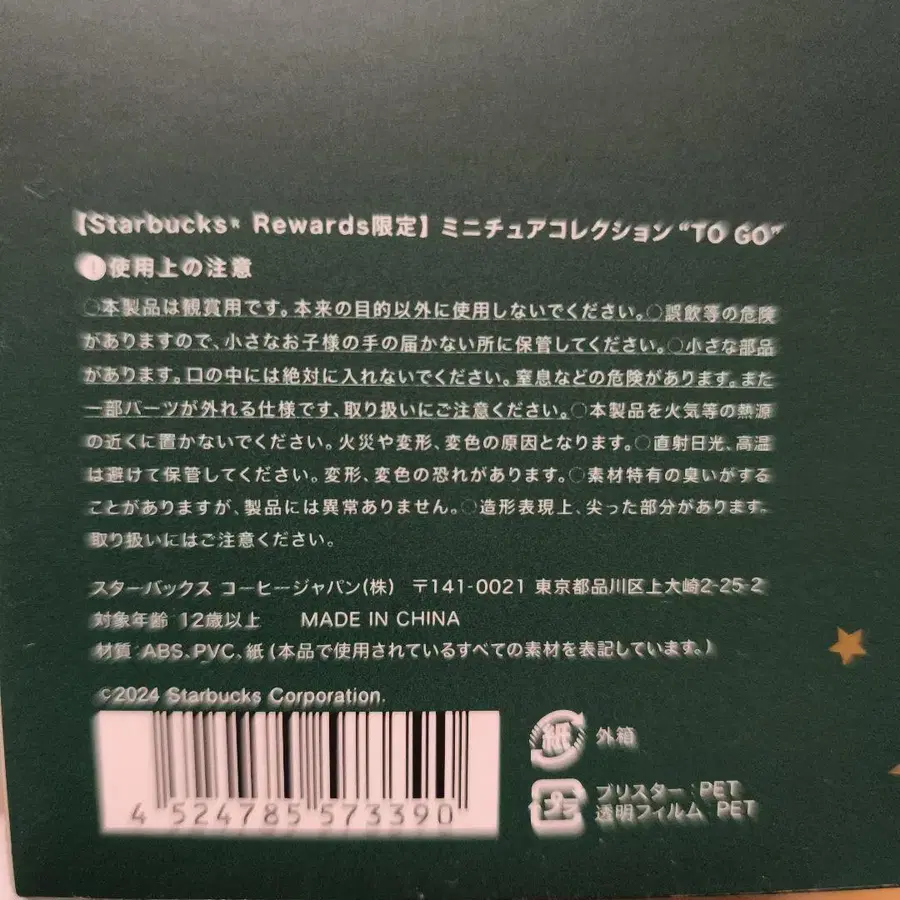 【Starbucks® Rewards限定】ミニチュアコレクション“TO GO”
!使用上の注意
○本製品は観賞用です。本来の目的以外に使用しないでください。○誤飲等の危険
がありますので、小さなお子様の手の届かない所に保管してください。○小さな部品
があります。口の中には絶対に入れないでください。窒息などの危険があります。また
一部パーツが外れる仕様です、取り扱いにご注意ください。○本製品を火気等の熱源
の近くに置かないでください。火災や変形、変色の原因となります。○直射日光、高温
は避けて保管してください。変形、変色の恐れがあります。○素材特有の臭いがする
ことがありますが、製品には異常ありません。○造形表現上、尖った部分があります。
取り扱いにはご注意ください。
スターバックス コーヒージャパン(株) 〒141-0021 東京都品川区上大崎2-25-2
対象年齢 12歳以上 MADE IN CHINA
材質 ABS、PVC、紙(本品で使用されているすべての素材を表記しています。)
©2024 Starbucks Corporation.
4 524785 573390
紙 外箱
プラ ブリスター:PET
透明フィルム PET